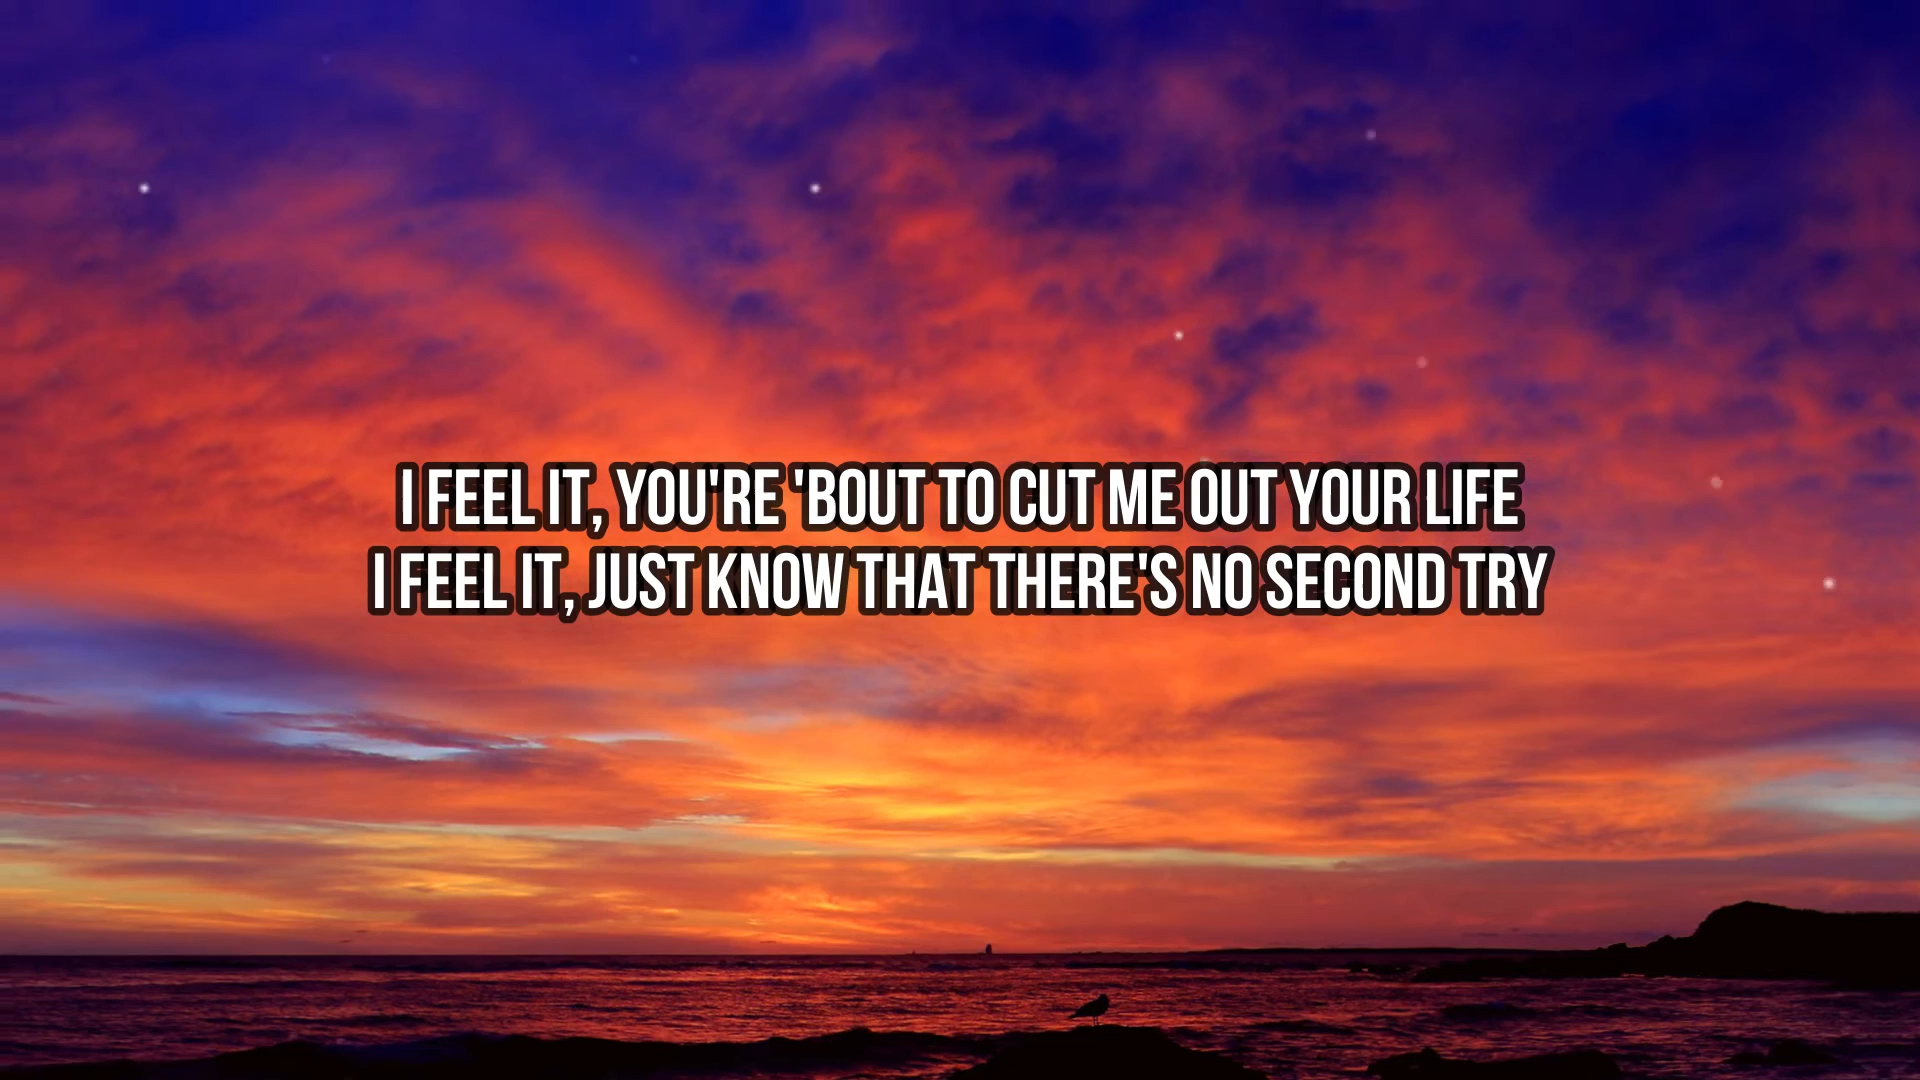 I FEEL IT, YOU'RE 'BOUT TO CUT ME OUT YOUR LIFE
I FEEL IT, JUST KNOW THAT THERE'S NO SECOND TRY